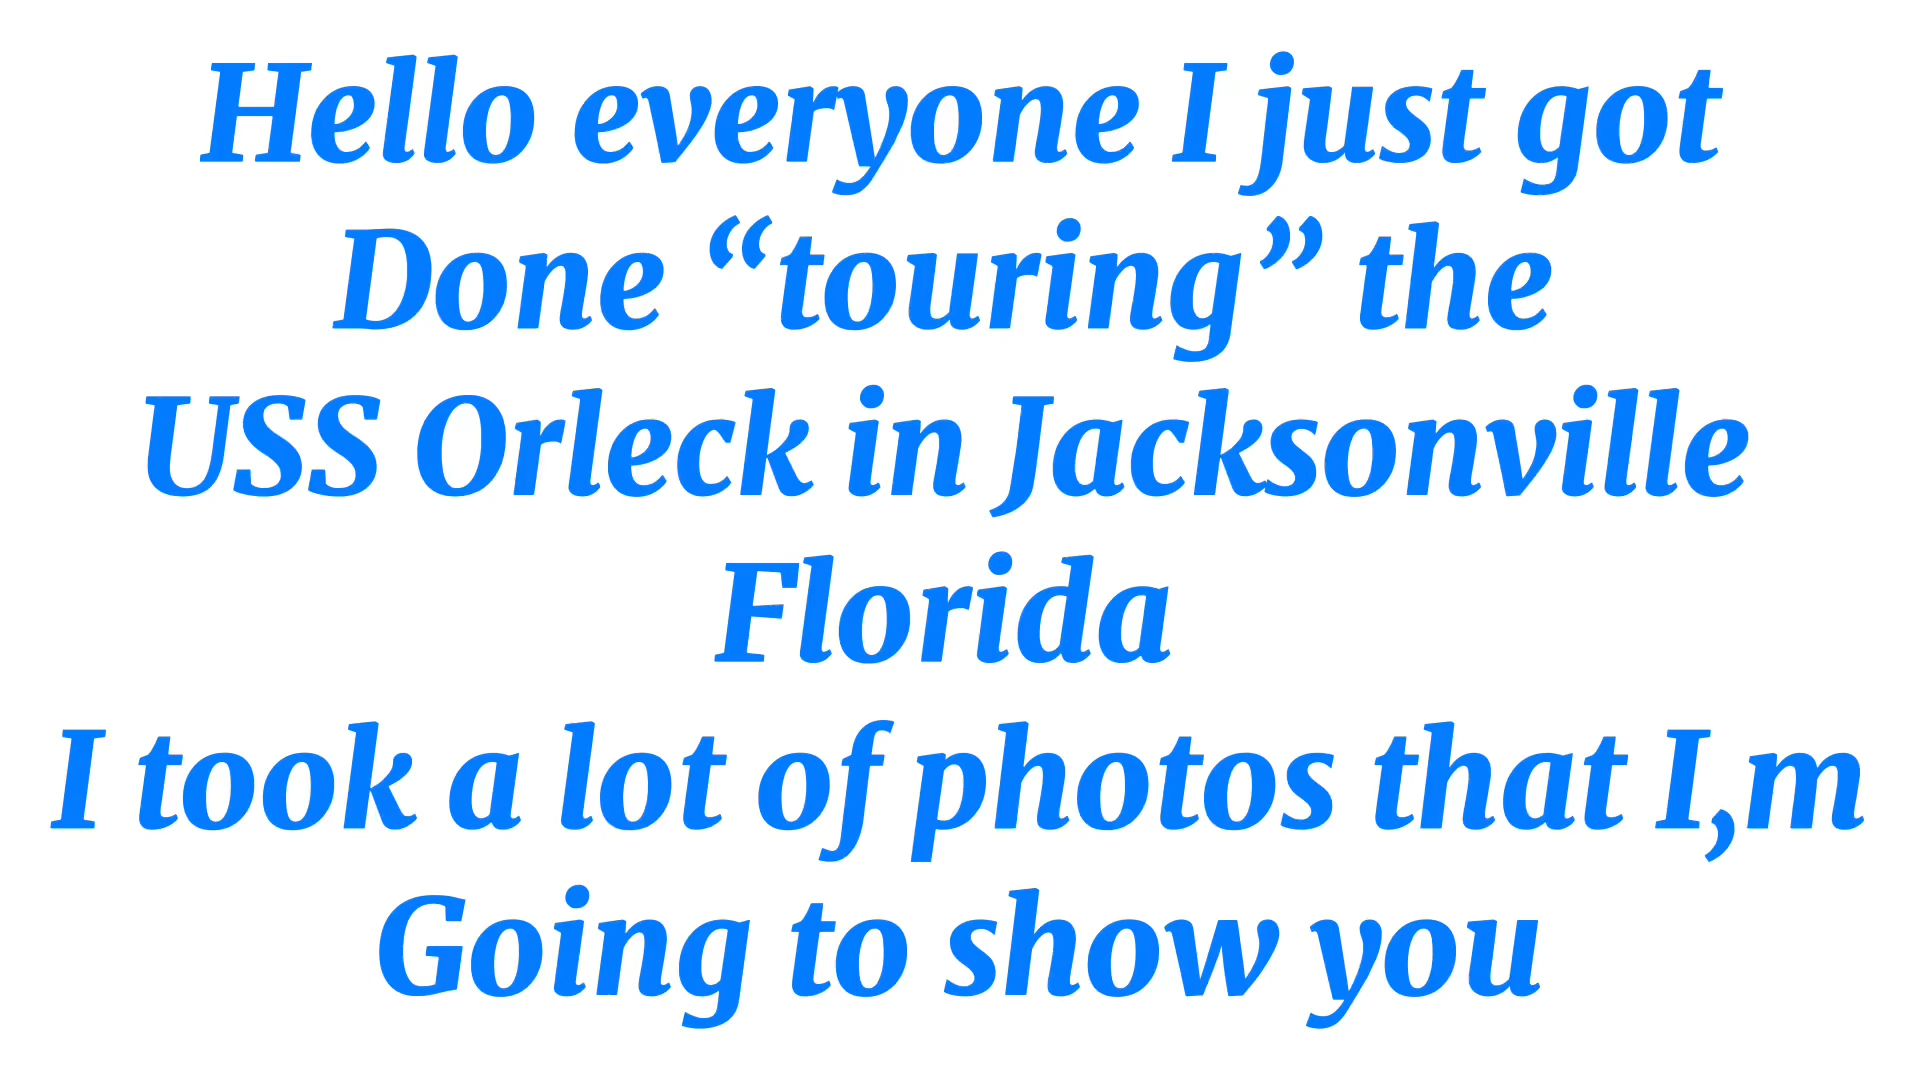 Hello everyone I just got
Done “touring” the
USS Orleck in Jacksonville
Florida
I took a lot of photos that I,m
Going to show you